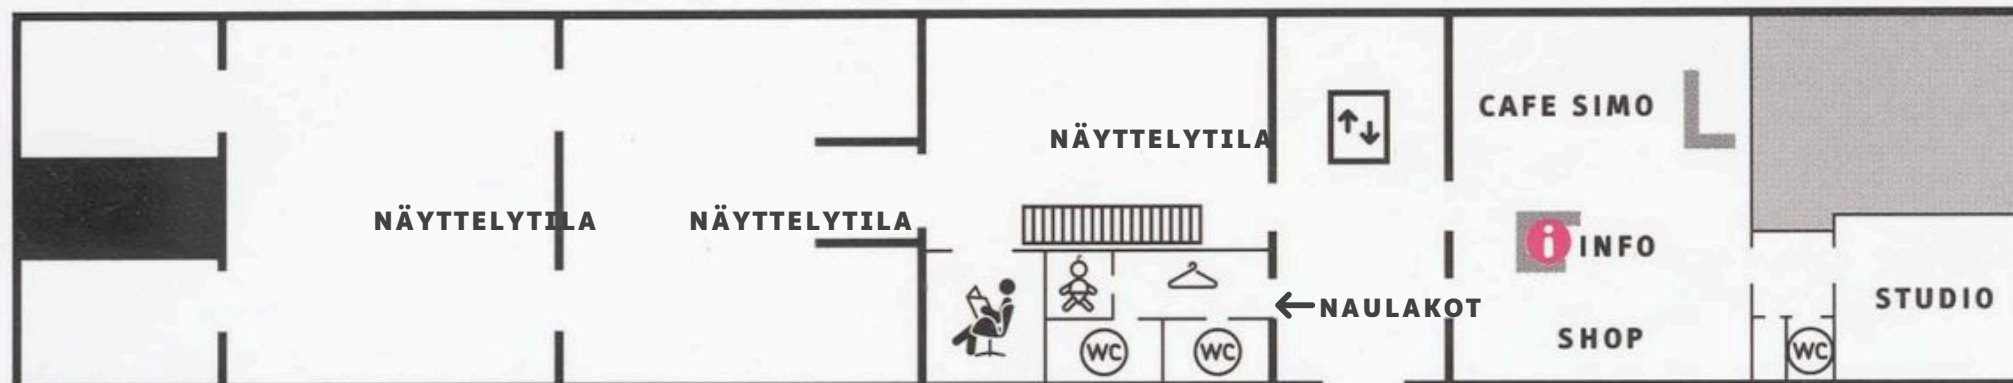 CAFE SIMO
NÄYTTELYTILA
NÄYTTELYTILA
NÄYTTELYTILA
i INFO
STUDIO
←NAULAKOT
SHOP
WC
WC
WC